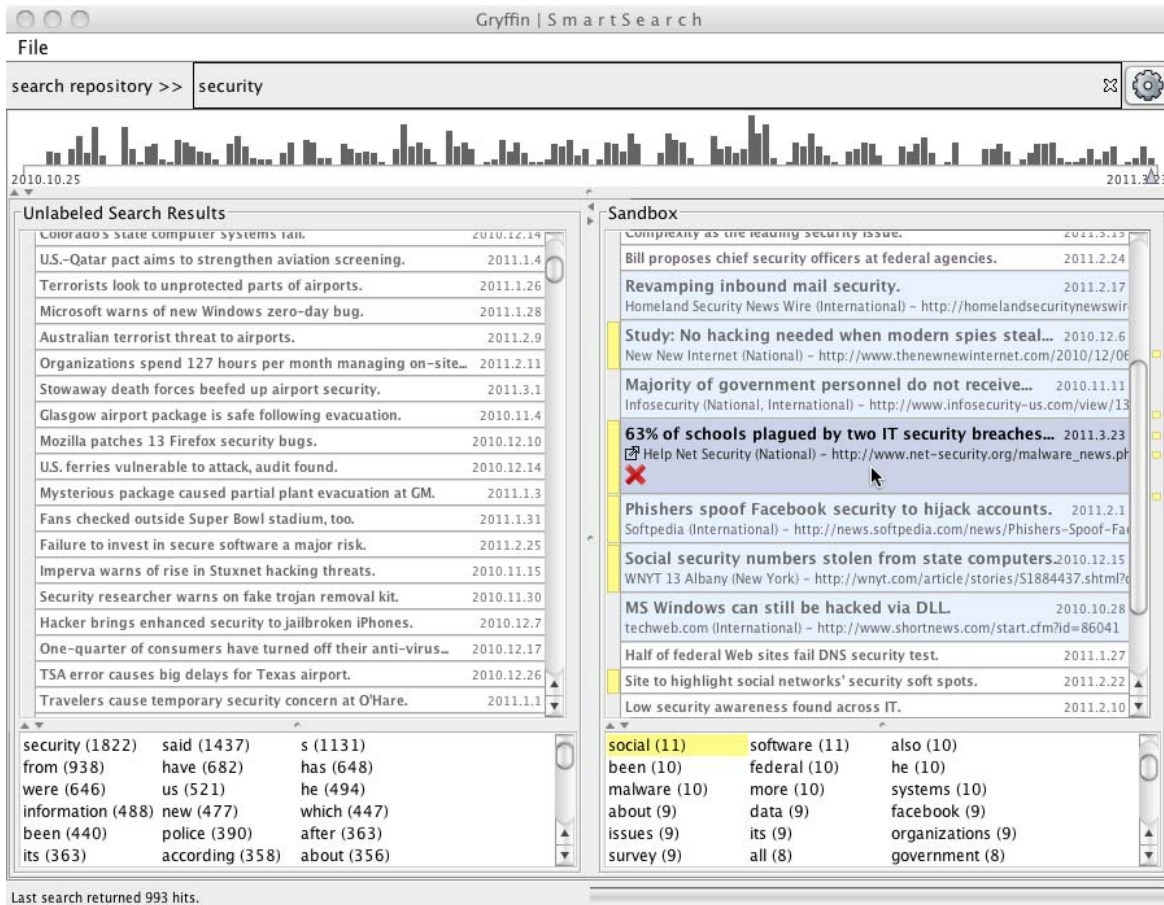 Gryffin | S m a r t S e a r c h
File
search repository >> security
2010.10.25
Unlabeled Search Results
Colorado's state computer systems fail. 2010.12.14
U.S.-Qatar pact aims to strengthen aviation screening. 2011.1.4
Terrorists look to unprotected parts of airports. 2011.1.26
Microsoft warns of new Windows zero-day bug. 2011.1.28
Australian terrorist threat to airports. 2011.2.9
Organizations spend 127 hours per month managing on-site... 2011.2.11
Stowaway death forces beefed up airport security. 2011.3.1
Glasgow airport package is safe following evacuation. 2010.11.4
Mozilla patches 13 Firefox security bugs. 2010.12.10
U.S. ferries vulnerable to attack, audit found. 2010.12.14
Mysterious package caused partial plant evacuation at GM. 2011.1.3
Fans checked outside Super Bowl stadium, too. 2011.1.31
Failure to invest in secure software a major risk. 2011.2.25
Imperva warns of rise in Stuxnet hacking threats. 2010.11.15
Security researcher warns on fake trojan removal kit. 2010.11.30
Hacker brings enhanced security to jailbroken iPhones. 2010.12.7
One-quarter of consumers have turned off their anti-virus... 2010.12.17
TSA error causes big delays for Texas airport. 2010.12.26
Travelers cause temporary security concern at O'Hare. 2011.1.1
security (1822) said (1437) s (1131)
from (938) have (682) has (648)
were (646) us (521) he (494)
information (488) new (477) which (447)
been (440) police (390) after (363)
its (363) according (358) about (356)
Sandbox
Complexity as the leading security issue. 2011.3.15
Bill proposes chief security officers at federal agencies. 2011.2.24
Revamping inbound mail security. 2011.2.17
Homeland Security News Wire (International) – http://homelandsecuritynewswir
Study: No hacking needed when modern spies steal... 2010.12.6
New New Internet (National) – http://www.thenewnewinternet.com/2010/12/06
Majority of government personnel do not receive... 2010.11.11
Infosecurity (National, International) – http://www.infosecurity-us.com/view/13
63% of schools plagued by two IT security breaches... 2011.3.23
Help Net Security (National) – http://www.net-security.org/malware_news.ph
Phishers spoof Facebook security to hijack accounts. 2011.2.1
Softpedia (International) – http://news.softpedia.com/news/Phishers-Spoof-Fa
Social security numbers stolen from state computers. 2010.12.15
WNYT 13 Albany (New York) – http://wnyt.com/article/stories/S1884437.shtml?
MS Windows can still be hacked via DLL. 2010.10.28
techweb.com (International) – http://www.shortnews.com/start.cfm?id=86041
Half of federal Web sites fail DNS security test. 2011.1.27
Site to highlight social networks' security soft spots. 2011.2.22
Low security awareness found across IT. 2011.2.10
social (11) software (11) also (10)
been (10) federal (10) he (10)
malware (10) more (10) systems (10)
about (9) data (9) facebook (9)
issues (9) its (9) organizations (9)
survey (9) all (8) government (8)
Last search returned 993 hits.